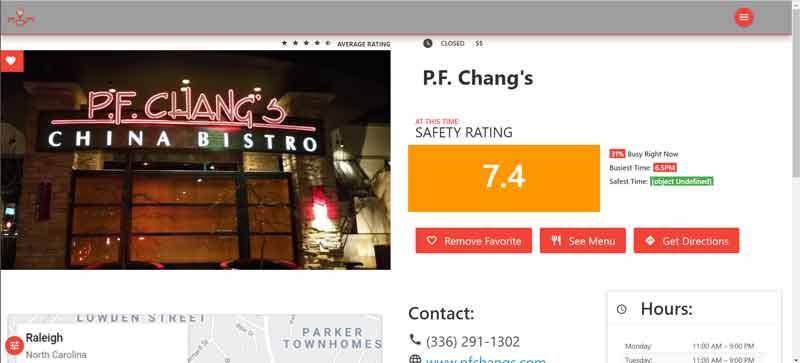 AVERAGE RATING
CLOSED $$
P.F. Chang's
P.F. CHANG'S
CHINA BISTRO
AT THIS TIME:
SAFETY RATING
7.4
31% Busy Right Now
Busiest Time: 6.5PM
Safest Time: [object Undefined]
Remove Favorite
See Menu
Get Directions
Contact:
(336) 291-1302
www.pfchangs.com
Hours:
Monday: 11:00 AM – 9:00 PM
Tuesday: 11:00 AM – 9:00 PM
LOWDEN STREET
PARKER
TOWNHOMES
Raleigh
North Carolina